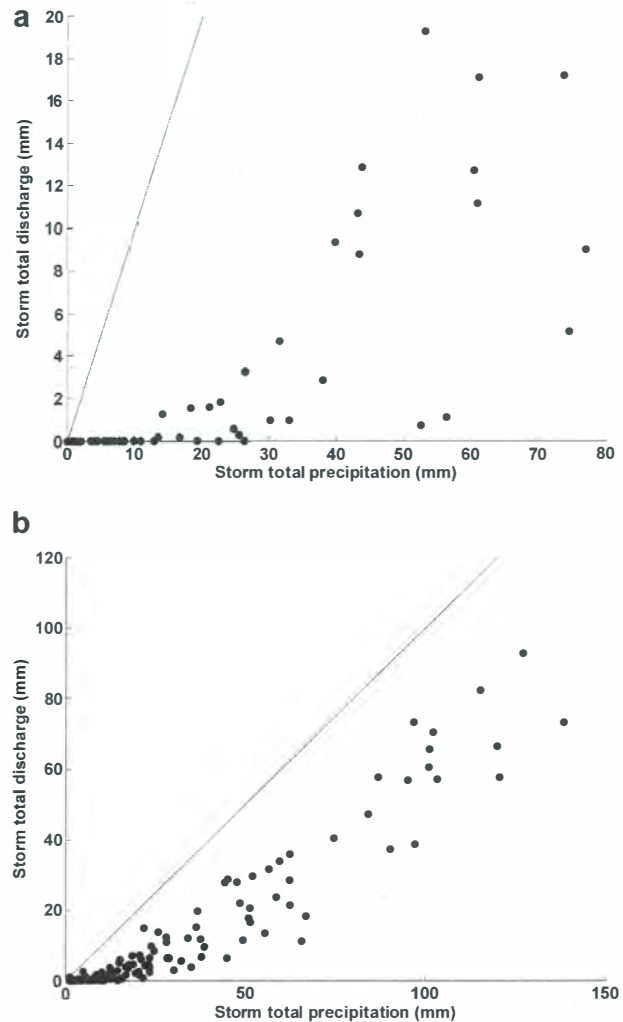 a
20
18
16
14
12
10
8
6
4
2
0
Storm total discharge (mm)
0 10 20 30 40 50 60 70 80
Storm total precipitation (mm)
b
120
100
80
60
40
20
0
Storm total discharge (mm)
0 50 100 150
Storm total precipitation (mm)